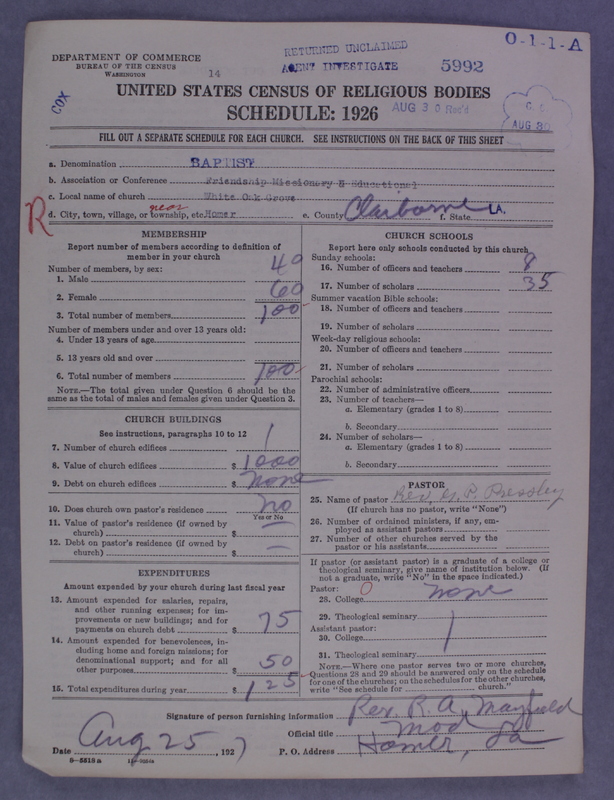 O-1-1-A
RETURNED UNCLAIMED
AGENT INVESTIGATE 5992
DEPARTMENT OF COMMERCE
BUREAU OF THE CENSUS
WASHINGTON
14
COX
UNITED STATES CENSUS OF RELIGIOUS BODIES
SCHEDULE: 1926
AUG 30 Rec'd
AUG 30
FILL OUT A SEPARATE SCHEDULE FOR EACH CHURCH. SEE INSTRUCTIONS ON THE BACK OF THIS SHEET
a. Denomination BAPTIST
b. Association or Conference Friendship Missionary & Educational
c. Local name of church White Oak Grove
R
d. City, town, village, or township, etc. near Homer e. County Claiborne f. State LA.
MEMBERSHIP
Report number of members according to definition of member in your church
Number of members, by sex:
1. Male 40
2. Female 60
3. Total number of members 100
Number of members under and over 13 years old:
4. Under 13 years of age
5. 13 years old and over
6. Total number of members 100
NOTE.—The total given under Question 6 should be the
same as the total of males and females given under Question 3.
CHURCH BUILDINGS
See instructions, paragraphs 10 to 12
7. Number of church edifices 1
8. Value of church edifices $ 1000
9. Debt on church edifices $ none
10. Does church own pastor's residence no
Yes or No
11. Value of pastor's residence (if owned by
church) $ —
12. Debt on pastor's residence (if owned by
church) $ —
EXPENDITURES
Amount expended by your church during last fiscal year
13. Amount expended for salaries, repairs,
and other running expenses; for im-
provements or new buildings; and for
payments on church debt $ 75
14. Amount expended for benevolences, in-
cluding home and foreign missions; for
denominational support; and for all
other purposes $ 50
15. Total expenditures during year $ 125
CHURCH SCHOOLS
Report here only schools conducted by this church
Sunday schools:
16. Number of officers and teachers 8
17. Number of scholars 35
Summer vacation Bible schools:
18. Number of officers and teachers
19. Number of scholars
Week-day religious schools:
20. Number of officers and teachers
21. Number of scholars
Parochial schools:
22. Number of administrative officers
23. Number of teachers—
a. Elementary (grades 1 to 8)
b. Secondary
24. Number of scholars—
a. Elementary (grades 1 to 8)
b. Secondary
PASTOR
25. Name of pastor Rev. G. P. Pressley
(If church has no pastor, write "None")
26. Number of ordained ministers, if any, em-
ployed as assistant pastors
27. Number of other churches served by the
pastor or his assistants
If pastor (or assistant pastor) is a graduate of a college or
theological seminary, give name of institution below. (If
not a graduate, write "No" in the space indicated.)
Pastor: 0
28. College none
29. Theological seminary
Assistant pastor:
30. College
31. Theological seminary
NOTE.—Where one pastor serves two or more churches,
Questions 28 and 29 should be answered only on the schedule
for one of the churches; on the schedules for the other churches,
write "See schedule for church."
Signature of person furnishing information Rev. R. A. Mayfield
Official title Mod
Date Aug 25, 1927 P. O. Address Homer, La
8-5518 a